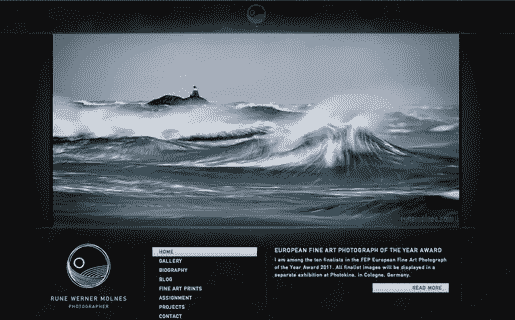 HOME
GALLERY
BIOGRAPHY
BLOG
FINE ART PRINTS
ASSIGNMENT
PROJECTS
CONTACT
RUNE WERNER MOLNES
PHOTOGRAPHER
EUROPEAN FINE ART PHOTOGRAPH OF THE YEAR AWARD
I am among the ten finalists in the FEP European Fine Art Photograph
of the Year Award 2011. All finalist images will be displayed in a
separate exhibition at Photokina, in Cologne, Germany.
READ MORE